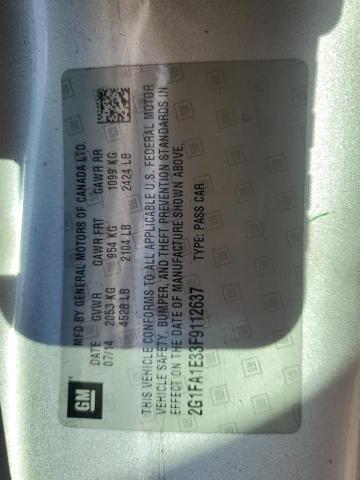 GM
MFD BY GENERAL MOTORS OF CANADA LTD.
DATE GVWR GAWR FRT GAWR RR
07/14 2053 KG 954 KG 1099 KG
4528 LB 2104 LB 2424 LB
THIS VEHICLE CONFORMS TO ALL APPLICABLE U.S. FEDERAL MOTOR
VEHICLE SAFETY, BUMPER, AND THEFT PREVENTION STANDARDS IN
EFFECT ON THE DATE OF MANUFACTURE SHOWN ABOVE.
2G1FA1E33F9112637 TYPE: PASS CAR